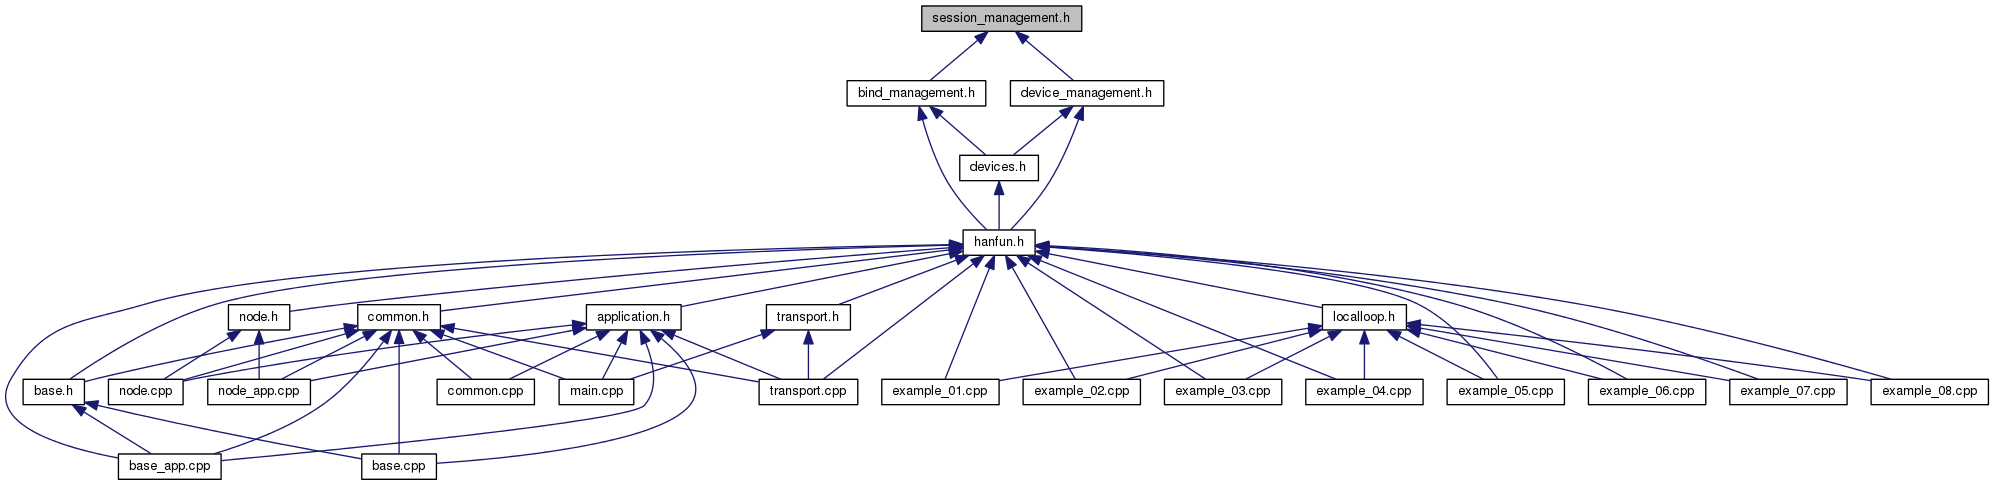 session_management.h
bind_management.h
device_management.h
devices.h
hanfun.h
node.h
common.h
application.h
transport.h
localloop.h
base.h
node.cpp
node_app.cpp
common.cpp
main.cpp
transport.cpp
example_01.cpp
example_02.cpp
example_03.cpp
example_04.cpp
example_05.cpp
example_06.cpp
example_07.cpp
example_08.cpp
base_app.cpp
base.cpp